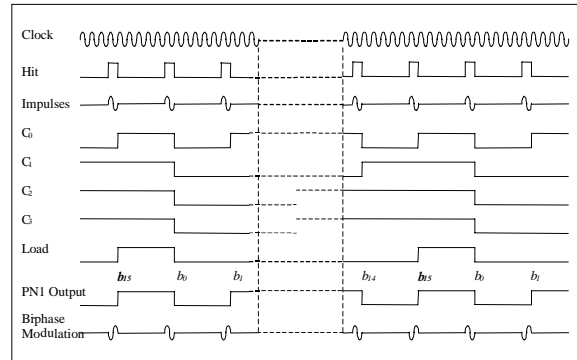 Clock
Hit
Impulses
C0
C1
C2
C3
Load
b15 b0 b1 b14 b15 b0 b1
PN1 Output
Biphase
Modulation